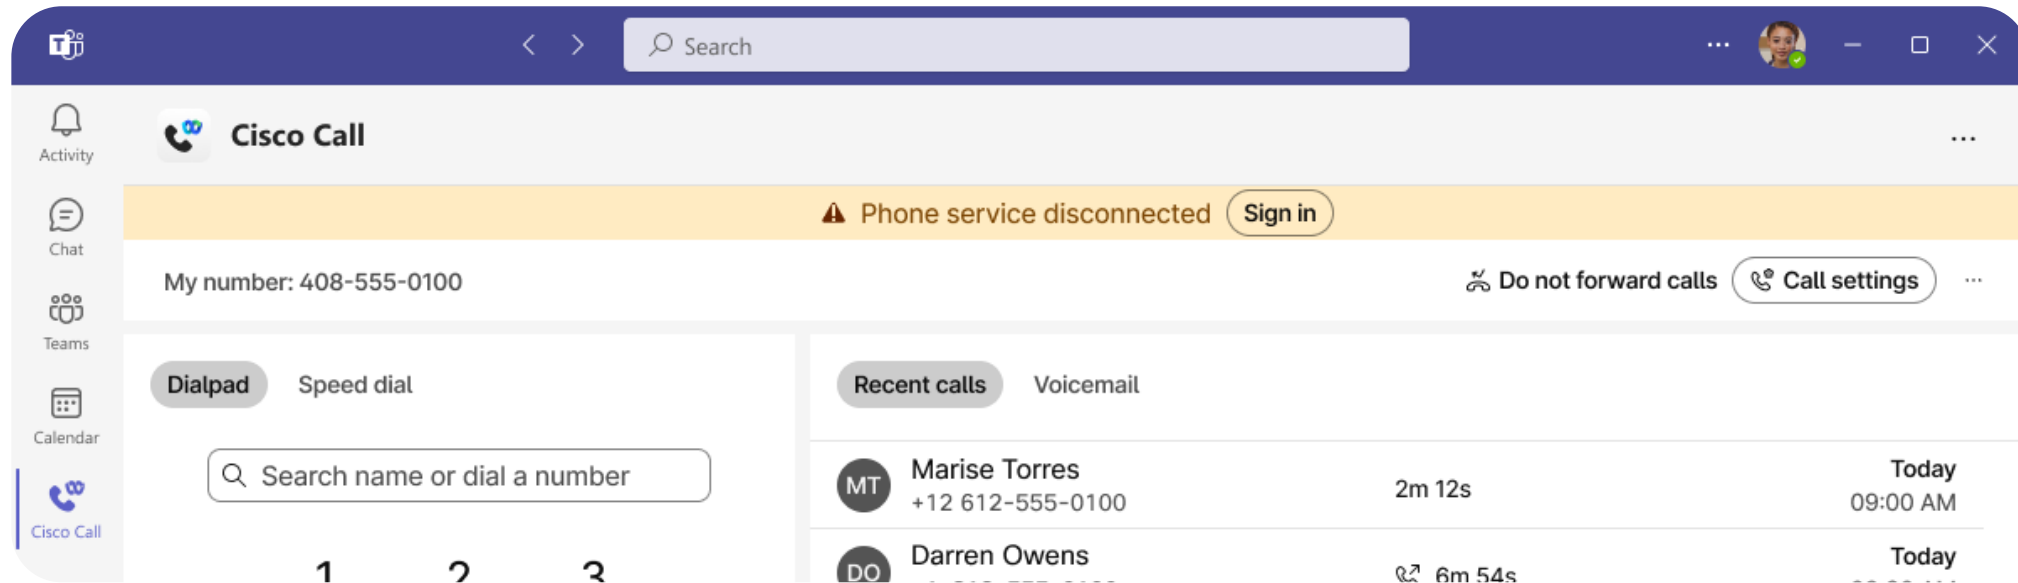 Search
Activity
Cisco Call
Phone service disconnected Sign in
Chat
My number: 408-555-0100
Do not forward calls Call settings
Teams
Dialpad Speed dial
Recent calls Voicemail
Calendar
Search name or dial a number
MT Marise Torres
+12 612-555-0100
2m 12s
Today
09:00 AM
Cisco Call
1 2 3
DO Darren Owens
6m 54s
Today